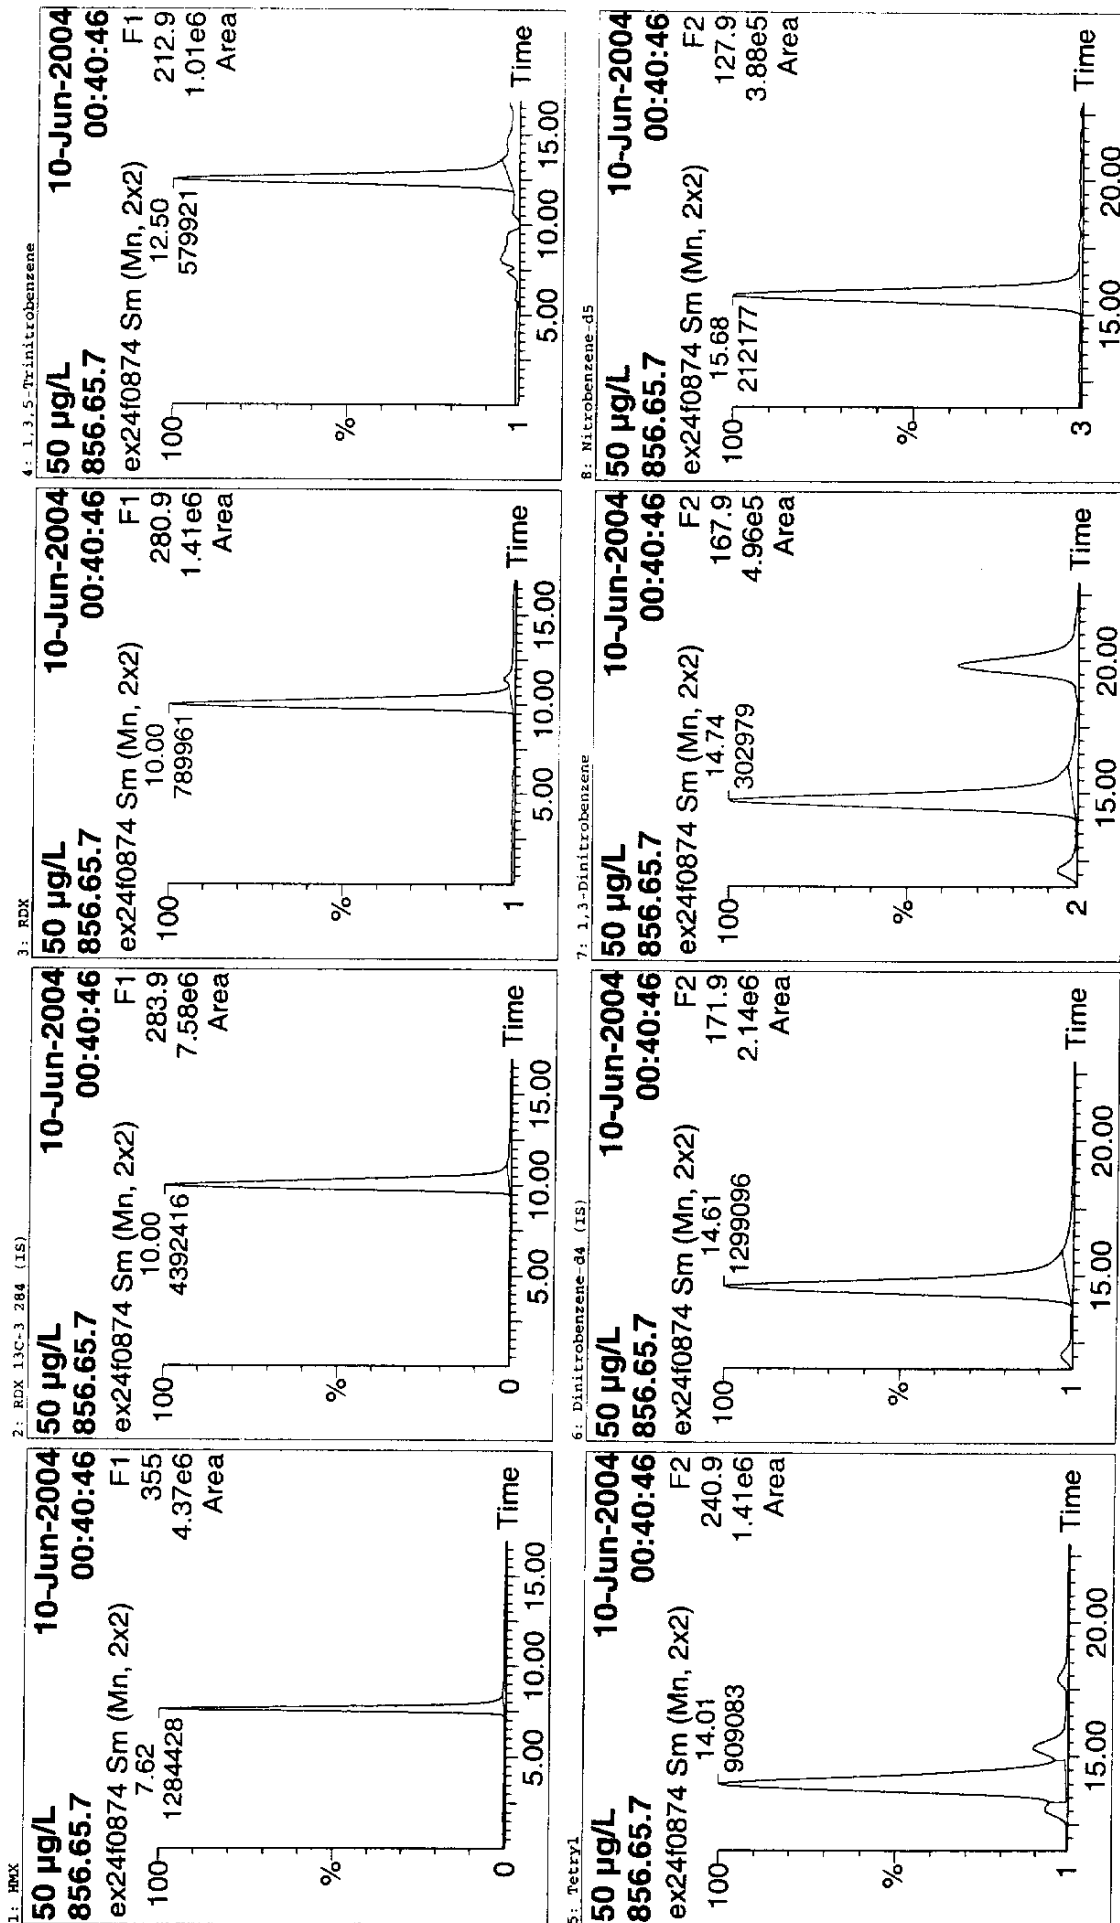 1: HMX
50 µg/L 10-Jun-2004
856.65.7 00:40:46
ex24f0874 Sm (Mn, 2x2) F1
7.62 355
1284428 4.37e6
Area
100
%
0
5.00 10.00 15.00
Time
2: RDX 13C-3 284 (IS)
50 µg/L 10-Jun-2004
856.65.7 00:40:46
ex24f0874 Sm (Mn, 2x2) F1
10.00 283.9
4392416 7.58e6
Area
100
%
0
5.00 10.00 15.00
Time
3: RDX
50 µg/L 10-Jun-2004
856.65.7 00:40:46
ex24f0874 Sm (Mn, 2x2) F1
10.00 280.9
789961 1.41e6
Area
100
%
1
5.00 10.00 15.00
Time
4: 1,3,5-Trinitrobenzene
50 µg/L 10-Jun-2004
856.65.7 00:40:46
ex24f0874 Sm (Mn, 2x2) F1
12.50 212.9
579921 1.01e6
Area
100
%
1
5.00 10.00 15.00
Time
5: Tetryl
50 µg/L 10-Jun-2004
856.65.7 00:40:46
ex24f0874 Sm (Mn, 2x2) F2
14.01 240.9
909083 1.41e6
Area
100
%
1
15.00 20.00
Time
6: Dinitrobenzene-d4 (IS)
50 µg/L 10-Jun-2004
856.65.7 00:40:46
ex24f0874 Sm (Mn, 2x2) F2
14.61 171.9
1299096 2.14e6
Area
100
%
1
15.00 20.00
Time
7: 1,3-Dinitrobenzene
50 µg/L 10-Jun-2004
856.65.7 00:40:46
ex24f0874 Sm (Mn, 2x2) F2
14.74 167.9
302979 4.96e5
Area
100
%
2
15.00 20.00
Time
8: Nitrobenzene-d5
50 µg/L 10-Jun-2004
856.65.7 00:40:46
ex24f0874 Sm (Mn, 2x2) F2
15.68 127.9
212177 3.88e5
Area
100
%
3
15.00 20.00
Time